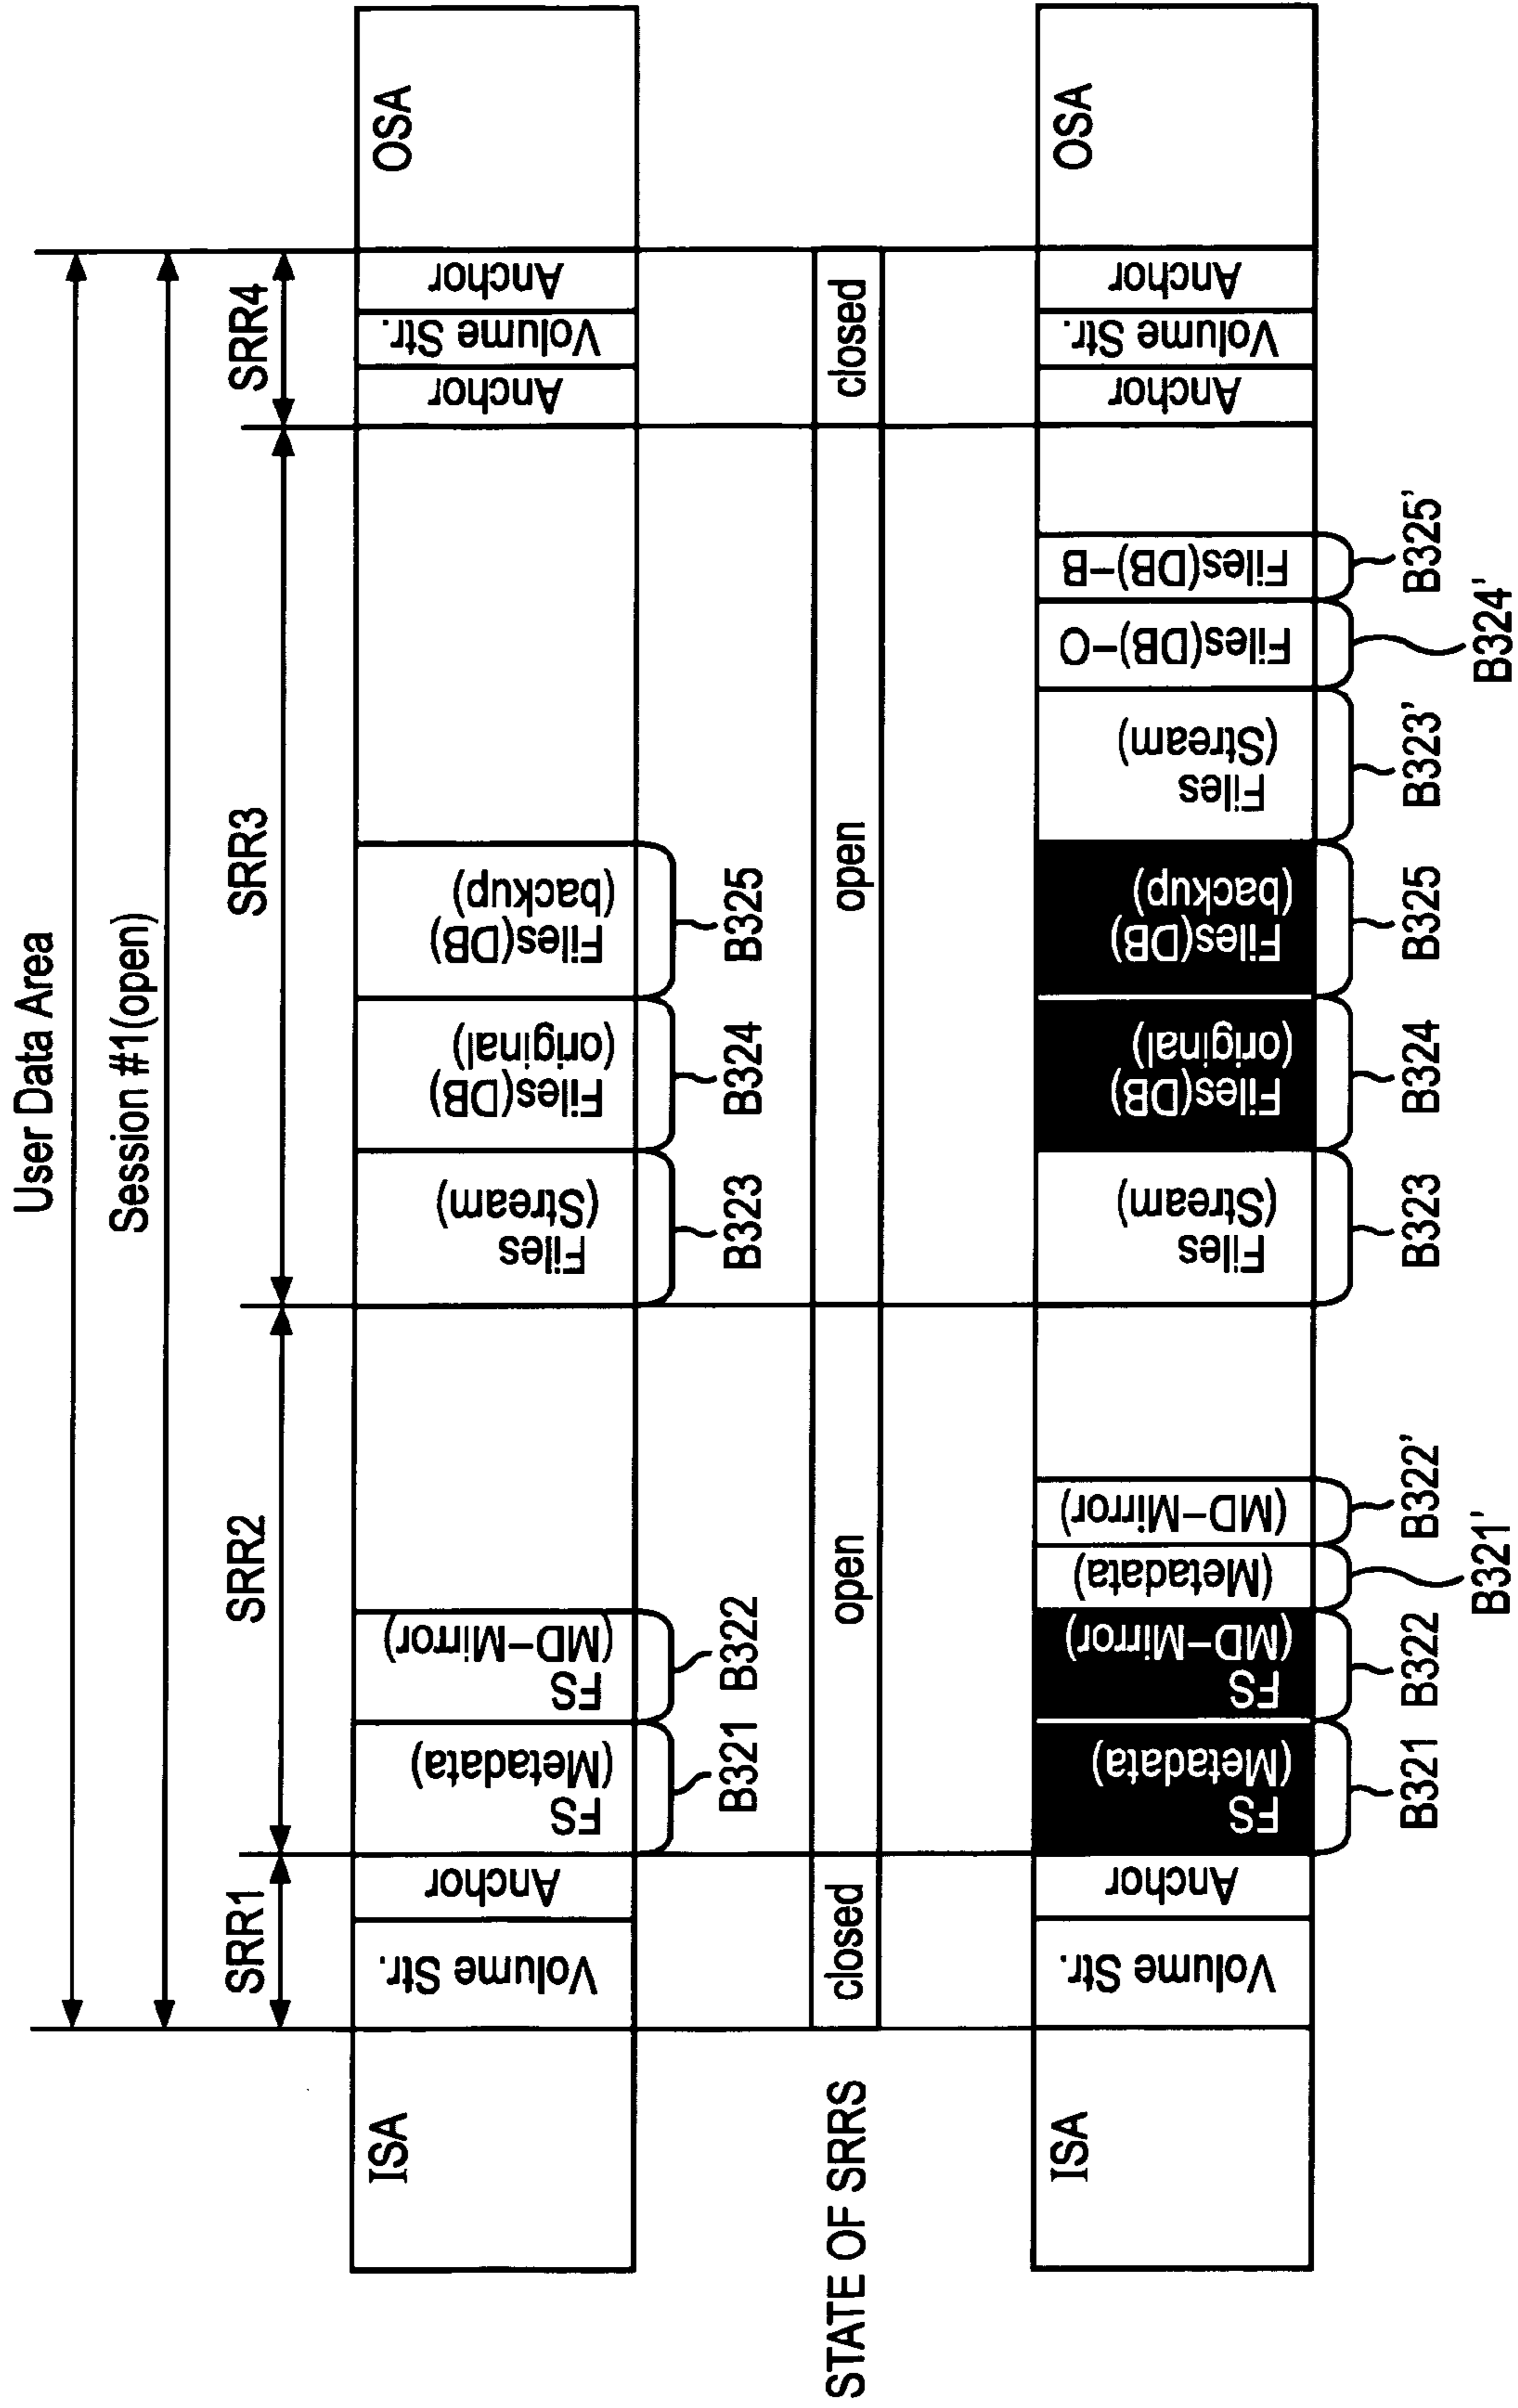 User Data Area
Session #1(open)
SRR1
SRR2
SRR3
SRR4
ISA
Volume Str.
Anchor
FS
(Metadata)
FS
(MD-Mirror)
Files
(Stream)
Files(DB)
(original)
Files(DB)
(backup)
Anchor
Volume Str.
Anchor
OSA
B321
B322
B323
B324
B325
STATE OF SRRS
closed
open
open
closed
ISA
Volume Str.
Anchor
FS
(Metadata)
FS
(MD-Mirror)
(Metadata)
(MD-Mirror)
Files
(Stream)
Files(DB)
(original)
Files(DB)
(backup)
Files
(Stream)
Files(DB)-O
Files(DB)-B
Anchor
Volume Str.
Anchor
OSA
B321
B322
B321'
B322'
B323
B324
B325
B323'
B324'
B325'